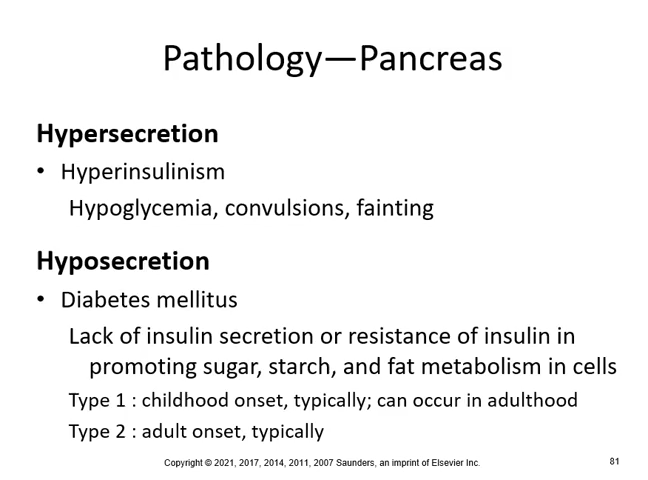 Pathology—Pancreas
Hypersecretion
• Hyperinsulinism
Hypoglycemia, convulsions, fainting
Hyposecretion
• Diabetes mellitus
Lack of insulin secretion or resistance of insulin in
promoting sugar, starch, and fat metabolism in cells
Type 1 : childhood onset, typically; can occur in adulthood
Type 2 : adult onset, typically
Copyright © 2021, 2017, 2014, 2011, 2007 Saunders, an imprint of Elsevier Inc.
81